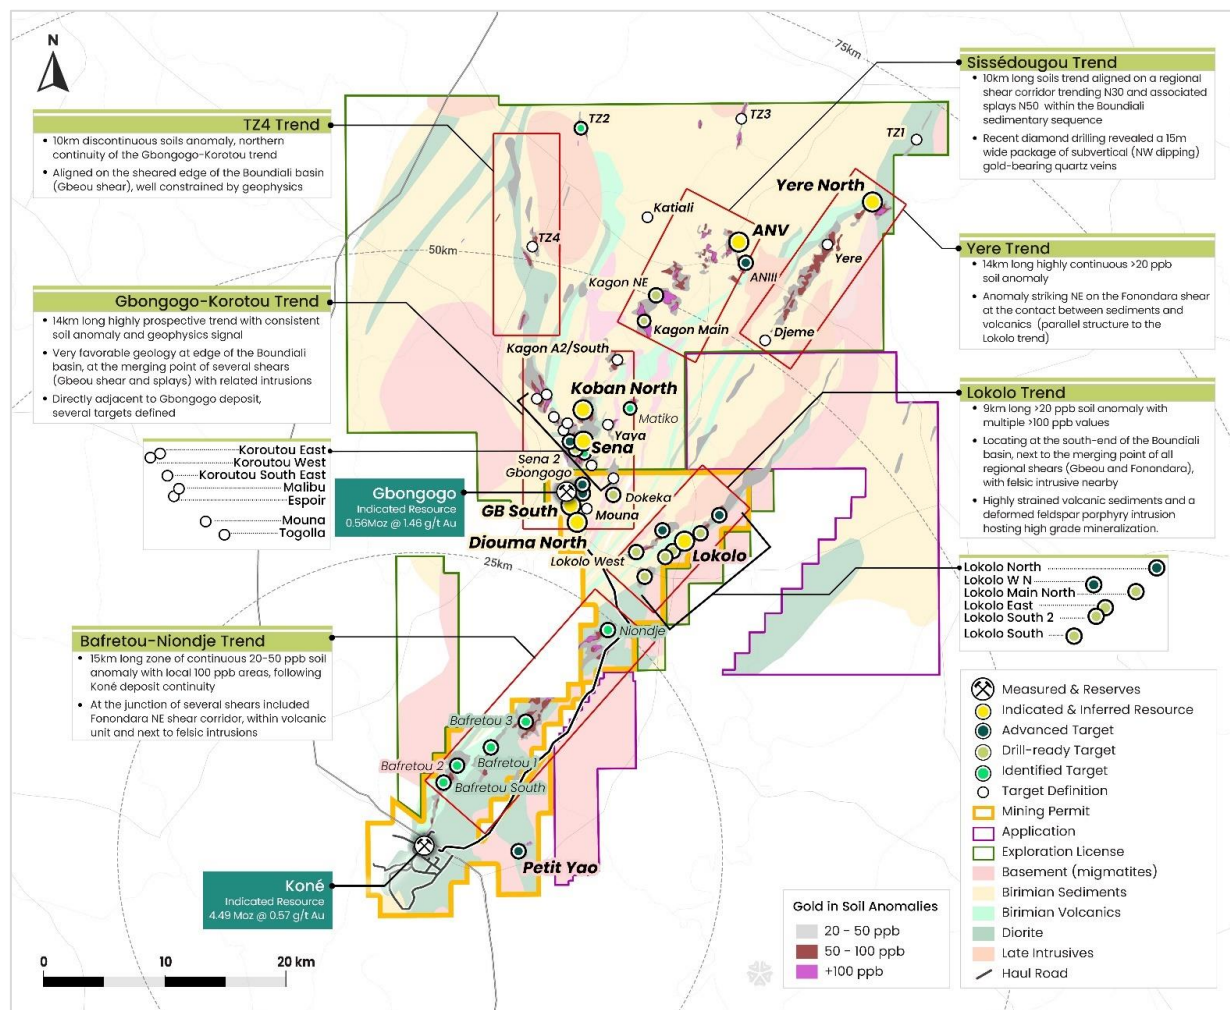 N
75km
50km
25km
TZ4 Trend
• 10km discontinuous soils anomaly, northern
continuity of the Gbongogo-Korotou trend
• Aligned on the sheared edge of the Boundiali basin
(Gbeou shear), well constrained by geophysics
Gbongogo-Korotou Trend
• 14km long highly prospective trend with consistent
soil anomaly and geophysics signal
• Very favorable geology at edge of the Boundiali
basin, at the merging point of several shears
(Gbeou shear and splays) with related intrusions
• Directly adjacent to Gbongogo deposit,
several targets defined
Koroutou East
Koroutou West
Koroutou South East
Malibu
Espoir
Mouna
Togolla
Gbongogo
Indicated Resource
0.56Moz @ 1.46 g/t Au
Bafretou-Niondje Trend
• 15km long zone of continuous 20-50 ppb soil
anomaly with local 100 ppb areas, following
Koné deposit continuity
• At the junction of several shears included
Fonondara NE shear corridor, within volcanic
unit and next to felsic intrusions
Koné
Indicated Resource
4.49 Moz @ 0.57 g/t Au
0 10 20 km
TZ2
TZ3
TZ1
Yere North
Katiali
ANV
TZ4
Yere
ANIII
Kagon NE
Kagon Main
Djeme
Kagon A2/South
Koban North
Matiko
Yaya
Sena
Sena 2
Gbongogo
Dokeka
GB South
Mouna
Diouma North
Lokolo West
Lokolo
Niondje
Bafretou 3
Bafretou 1
Bafretou 2
Bafretou South
Petit Yao
Sissédougou Trend
• 10km long soils trend aligned on a regional
shear corridor trending N30 and associated
splays N50 within the Boundiali
sedimentary sequence
• Recent diamond drilling revealed a 15m
wide package of subvertical (NW dipping)
gold-bearing quartz veins
Yere Trend
• 14km long highly continuous >20 ppb
soil anomaly
• Anomaly striking NE on the Fonondara shear
at the contact between sediments and
volcanics (parallel structure to the
Lokolo trend)
Lokolo Trend
• 9km long >20 ppb soil anomaly with
multiple >100 ppb values
• Locating at the south-end of the Boundiali
basin, next to the merging point of all
regional shears (Gbeou and Fonondara),
with felsic intrusive nearby
• Highly strained volcanic sediments and a
deformed feldspar porphyry intrusion
hosting high grade mineralization.
Lokolo North
Lokolo W N
Lokolo Main North
Lokolo East
Lokolo South 2
Lokolo South
Measured & Reserves
Indicated & Inferred Resource
Advanced Target
Drill-ready Target
Identified Target
Target Definition
Mining Permit
Application
Exploration License
Basement (migmatites)
Birimian Sediments
Birimian Volcanics
Diorite
Late Intrusives
Haul Road
Gold in Soil Anomalies
20 - 50 ppb
50 - 100 ppb
+100 ppb